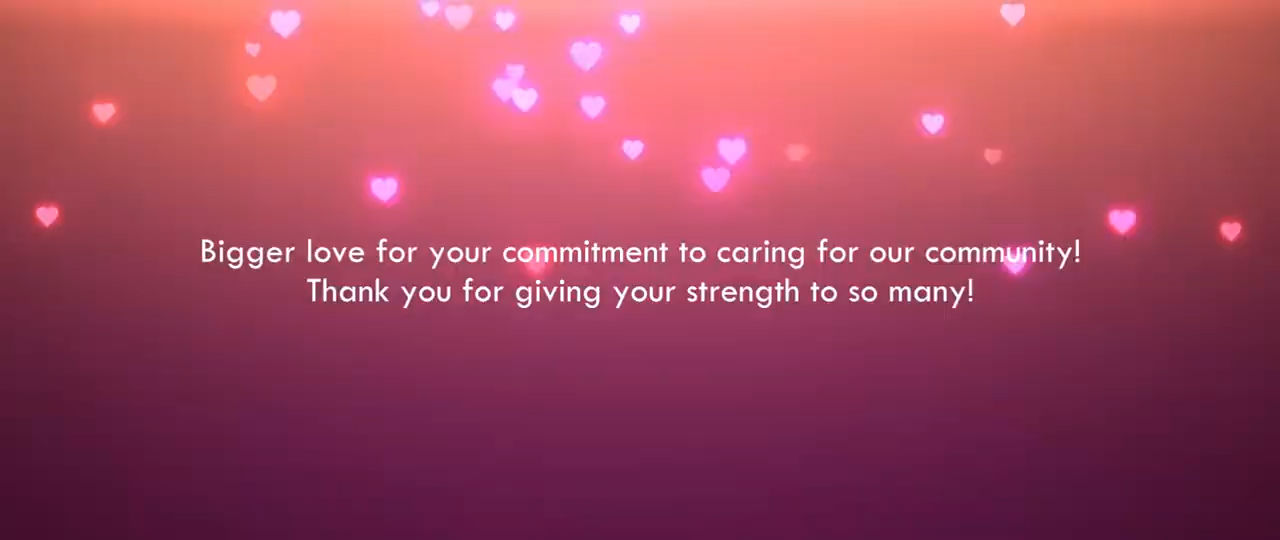 Bigger love for your commitment to caring for our community!
Thank you for giving your strength to so many!